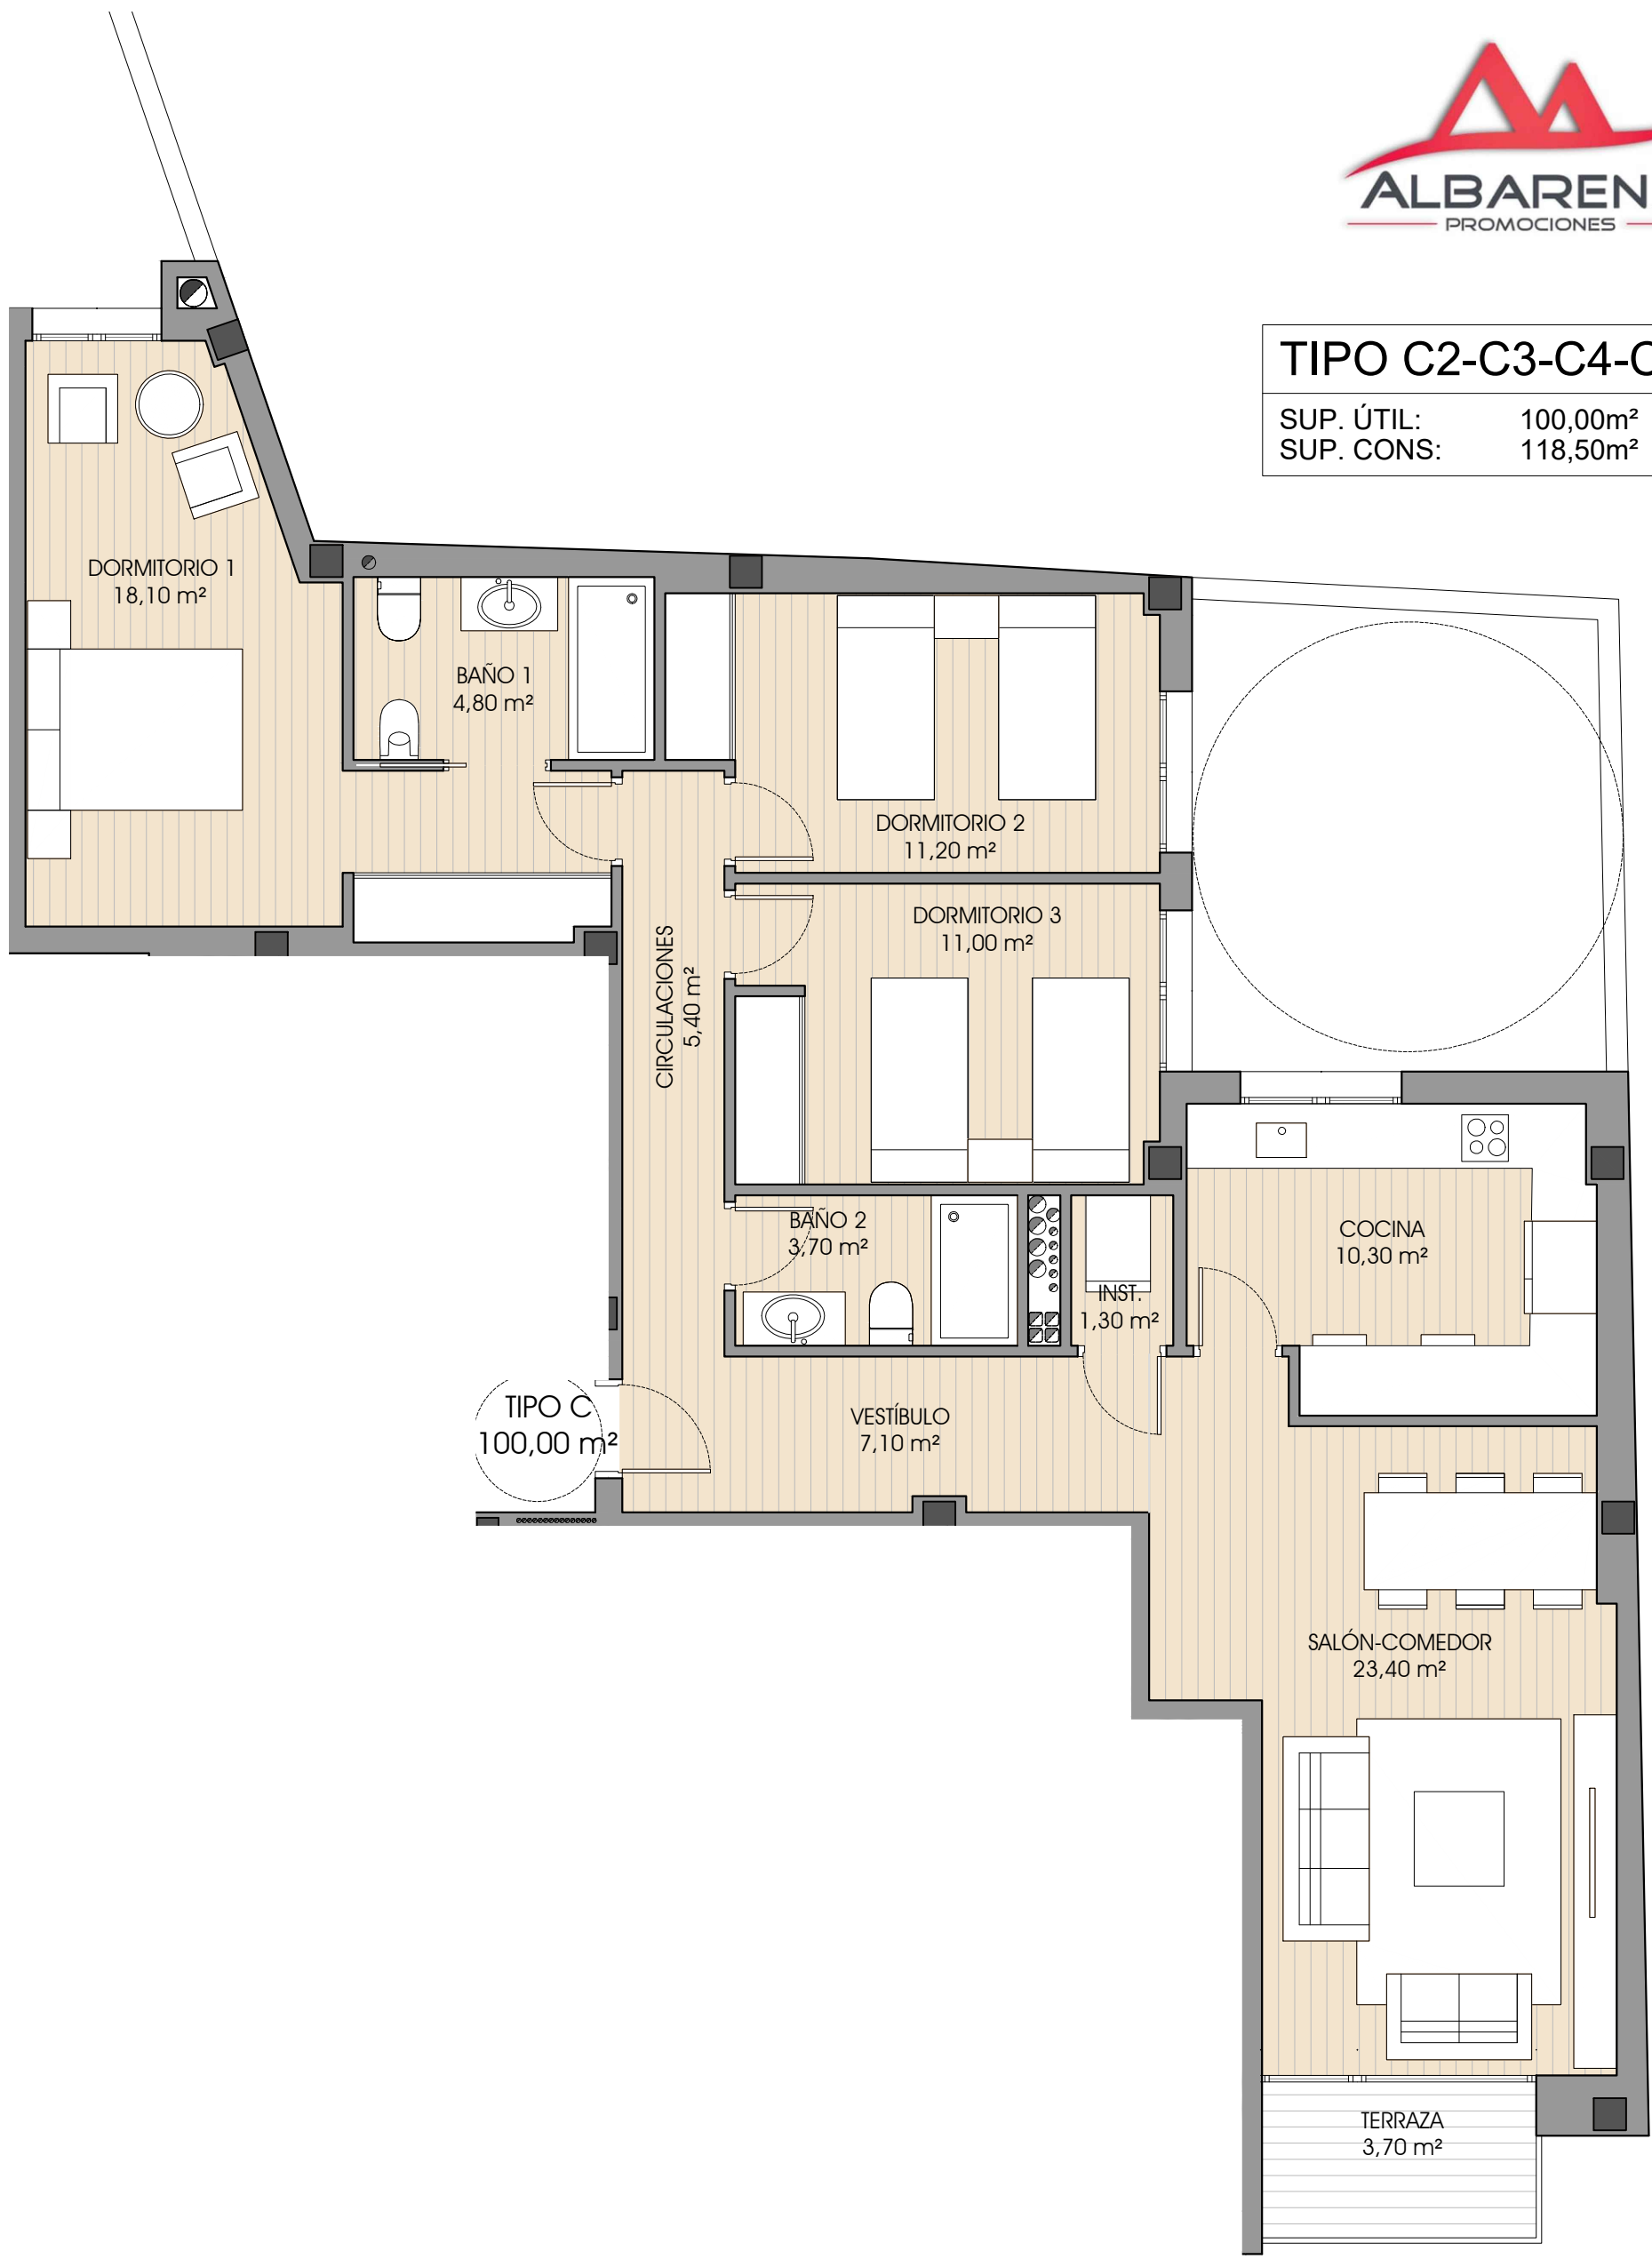 ALBAREN
PROMOCIONES
TIPO C2-C3-C4-C
SUP. ÚTIL: 100,00m²
SUP. CONS: 118,50m²
DORMITORIO 1
18,10 m²
BAÑO 1
4,80 m²
DORMITORIO 2
11,20 m²
DORMITORIO 3
11,00 m²
CIRCULACIONES
5,40 m²
BAÑO 2
3,70 m²
INST.
1,30 m²
COCINA
10,30 m²
TIPO C
100,00 m²
VESTÍBULO
7,10 m²
SALÓN-COMEDOR
23,40 m²
TERRAZA
3,70 m²